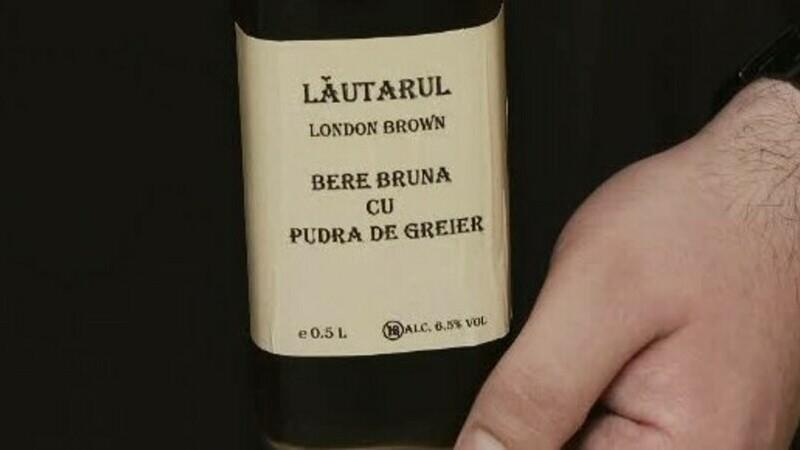 LĂUTARUL
LONDON BROWN
BERE BRUNA
CU
PUDRA DE GREIER
e 0.5 L 18 ALC. 6.5% VOL